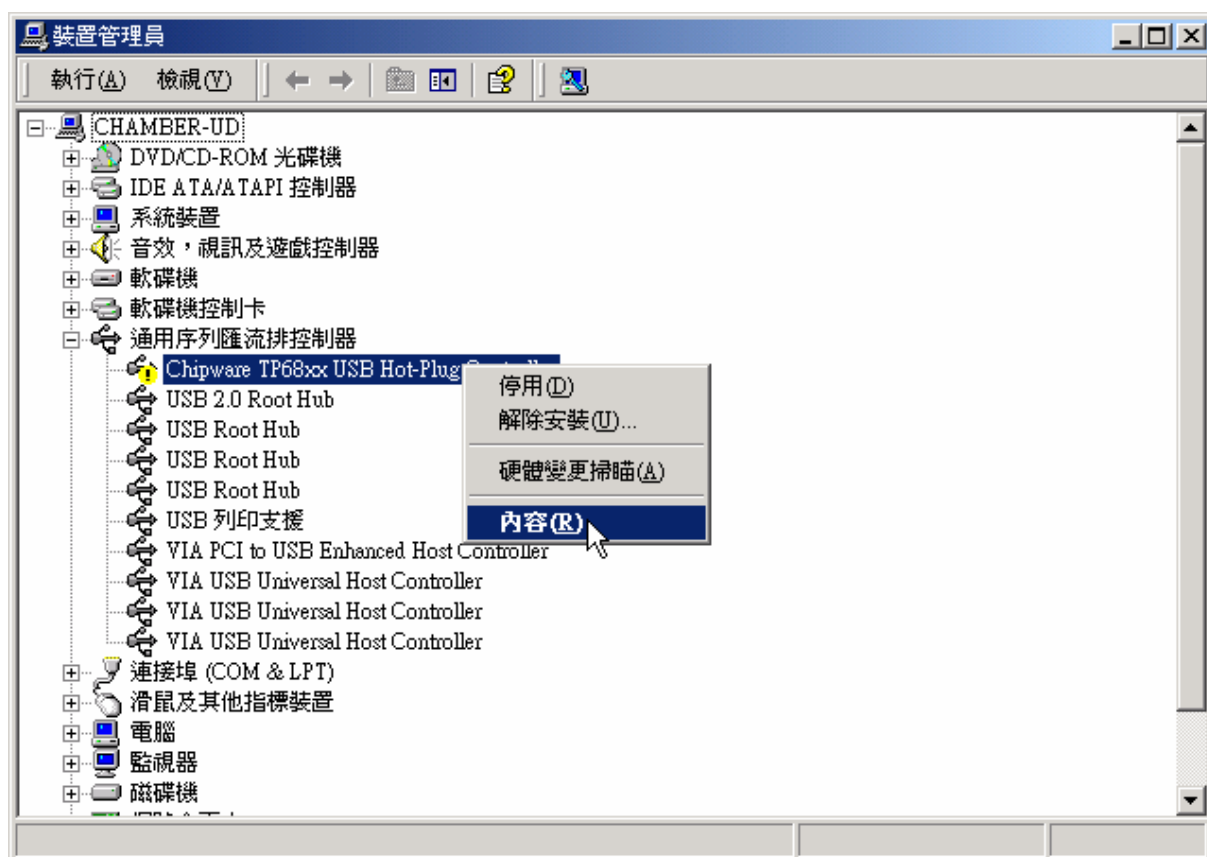 裝置管理員
執行(A) 檢視(V)
CHAMBER-UD
DVD/CD-ROM 光碟機
IDE ATA/ATAPI 控制器
系統裝置
音效，視訊及遊戲控制器
軟碟機
軟碟機控制卡
通用序列匯流排控制器
Chipware TP68xx USB Hot-Plug
停用(D)
USB 2.0 Root Hub
解除安裝(U)...
USB Root Hub
USB Root Hub
硬體變更掃瞄(A)
USB Root Hub
USB 列印支援
內容(R)
VIA PCI to USB Enhanced Host Controller
VIA USB Universal Host Controller
VIA USB Universal Host Controller
VIA USB Universal Host Controller
連接埠 (COM & LPT)
滑鼠及其他指標裝置
電腦
監視器
磁碟機